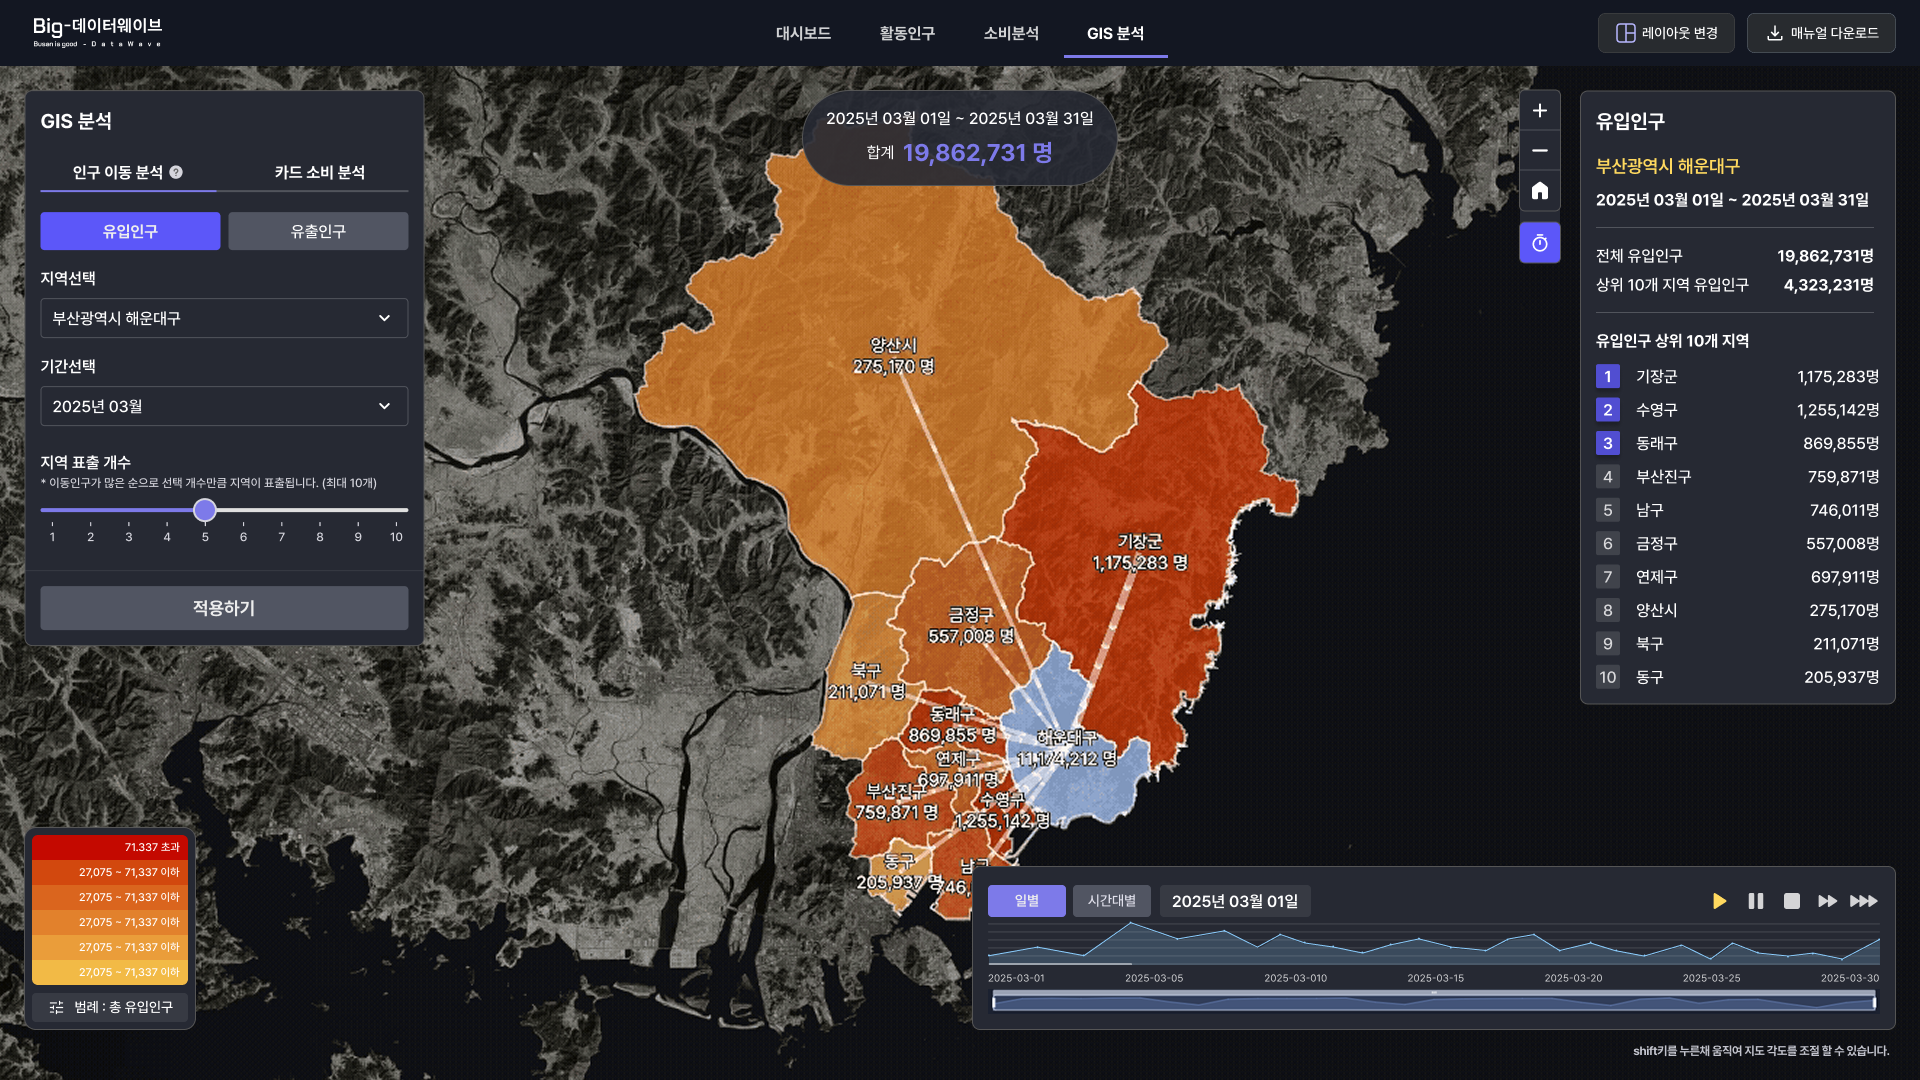 Big-데이터웨이브
Busan is good - DataWave
대시보드
활동인구
소비분석
GIS 분석
레이아웃 변경
매뉴얼 다운로드
GIS 분석
인구 이동 분석 ?
카드 소비 분석
유입인구
유출인구
지역선택
부산광역시 해운대구
기간선택
2025년 03월
지역 표출 개수
* 이동인구가 많은 순으로 선택 개수만큼 지역이 표출됩니다. (최대 10개)
1 2 3 4 5 6 7 8 9 10
적용하기
2025년 03월 01일 ~ 2025년 03월 31일
합계 19,862,731 명
양산시
275,170 명
기장군
1,175,283 명
금정구
557,008 명
북구
211,071 명
동래구
869,855 명
해운대구
11,174,212 명
연제구
697,911 명
부산진구
759,871 명
수영구
1,255,142 명
동구
205,937 명
남구
746,
유입인구
부산광역시 해운대구
2025년 03월 01일 ~ 2025년 03월 31일
전체 유입인구 19,862,731명
상위 10개 지역 유입인구 4,323,231명
유입인구 상위 10개 지역
1 기장군 1,175,283명
2 수영구 1,255,142명
3 동래구 869,855명
4 부산진구 759,871명
5 남구 746,011명
6 금정구 557,008명
7 연제구 697,911명
8 양산시 275,170명
9 북구 211,071명
10 동구 205,937명
71.337 초과
27,075 ~ 71,337 이하
27,075 ~ 71,337 이하
27,075 ~ 71,337 이하
27,075 ~ 71,337 이하
27,075 ~ 71,337 이하
범례 : 총 유입인구
일별
시간대별
2025년 03월 01일
2025-03-01 2025-03-05 2025-03-010 2025-03-15 2025-03-20 2025-03-25 2025-03-30
shift키를 누른채 움직여 지도 각도를 조절 할 수 있습니다.